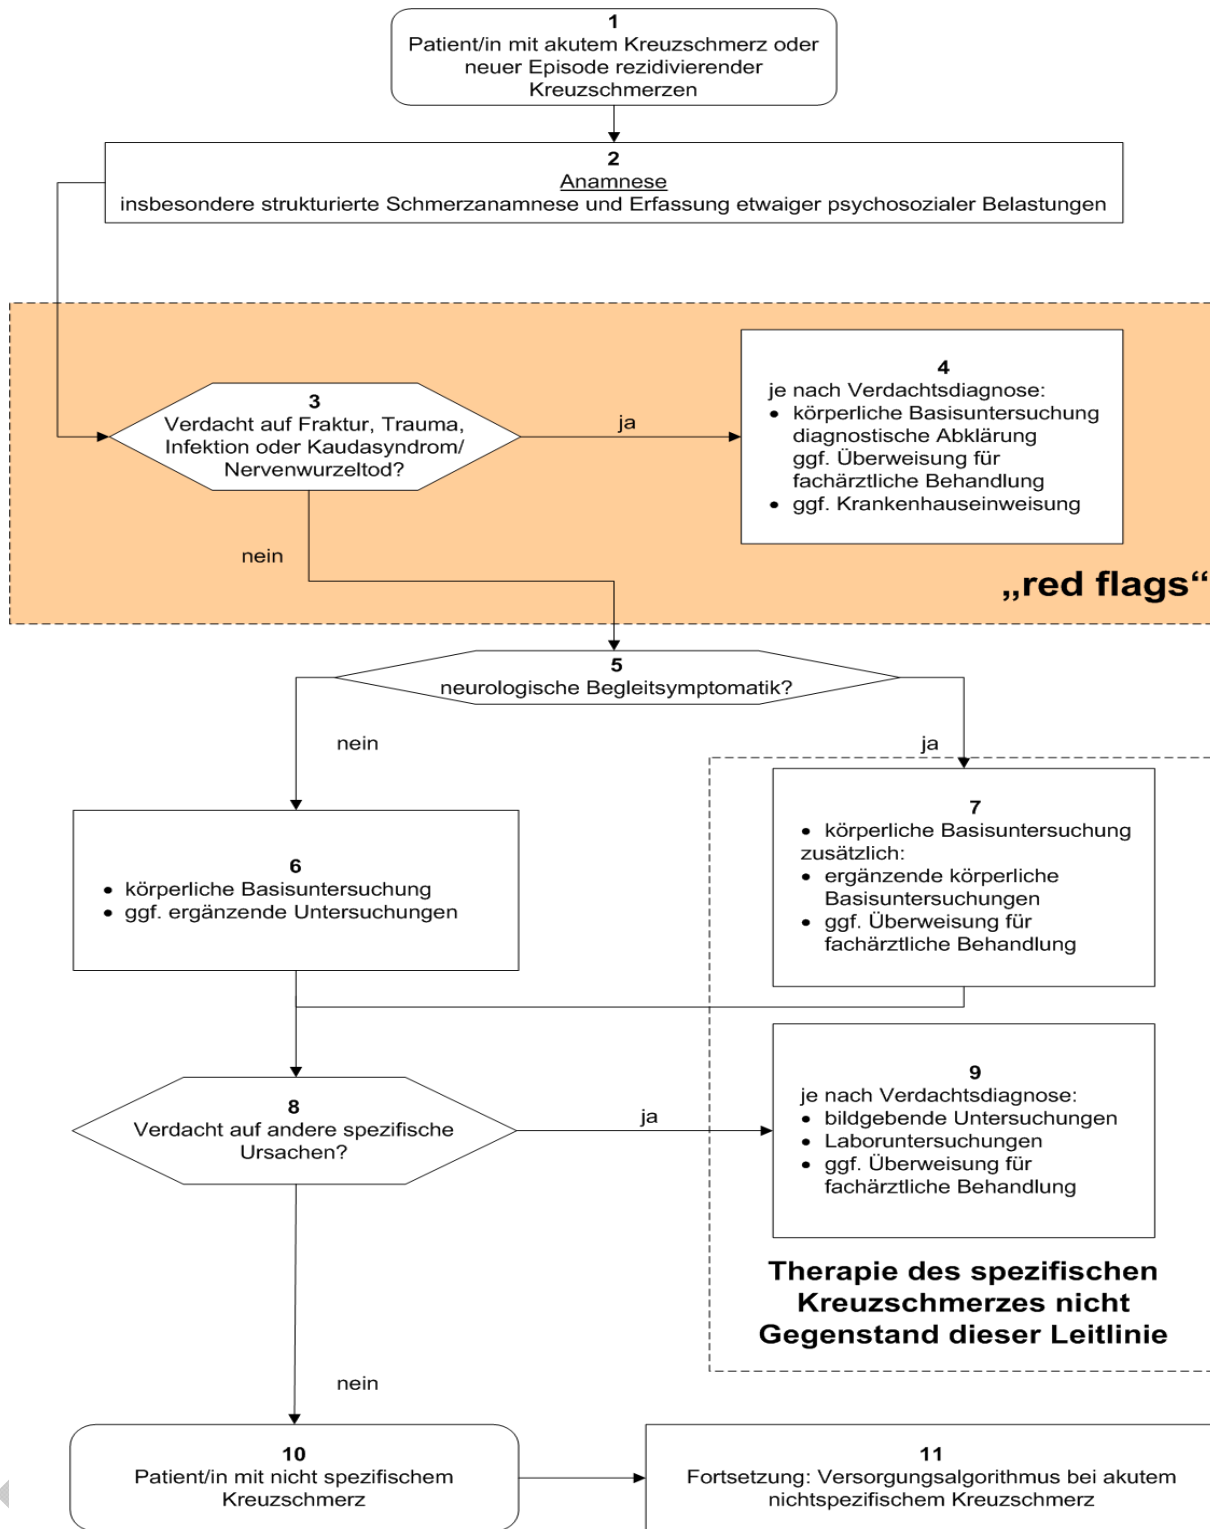 1
Patient/in mit akutem Kreuzschmerz oder
neuer Episode rezidivierender
Kreuzschmerzen
2
Anamnese
insbesondere strukturierte Schmerzanamnese und Erfassung etwaiger psychosozialer Belastungen
3
Verdacht auf Fraktur, Trauma,
Infektion oder Kaudasyndrom/
Nervenwurzeltod?
ja
4
je nach Verdachtsdiagnose:
• körperliche Basisuntersuchung
diagnostische Abklärung
ggf. Überweisung für
fachärztliche Behandlung
• ggf. Krankenhauseinweisung
nein
„red flags“
5
neurologische Begleitsymptomatik?
nein
ja
6
• körperliche Basisuntersuchung
• ggf. ergänzende Untersuchungen
7
• körperliche Basisuntersuchung
zusätzlich:
• ergänzende körperliche
Basisuntersuchungen
• ggf. Überweisung für
fachärztliche Behandlung
8
Verdacht auf andere spezifische
Ursachen?
ja
9
je nach Verdachtsdiagnose:
• bildgebende Untersuchungen
• Laboruntersuchungen
• ggf. Überweisung für
fachärztliche Behandlung
Therapie des spezifischen
Kreuzschmerzes nicht
Gegenstand dieser Leitlinie
nein
10
Patient/in mit nicht spezifischem
Kreuzschmerz
11
Fortsetzung: Versorgungsalgorithmus bei akutem
nichtspezifischem Kreuzschmerz